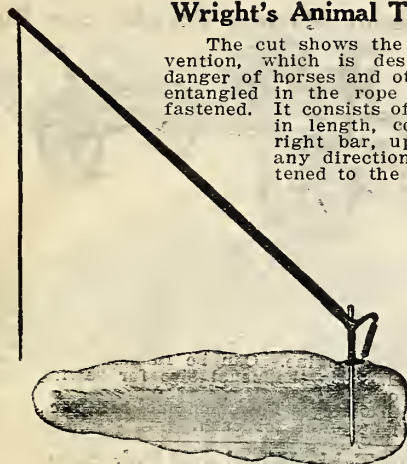 Wright's Animal T
The cut shows the
vention, which is des
danger of horses and ot
entangled in the rope
fastened. It consists of
in length, co
right bar, up
any direction
tened to the